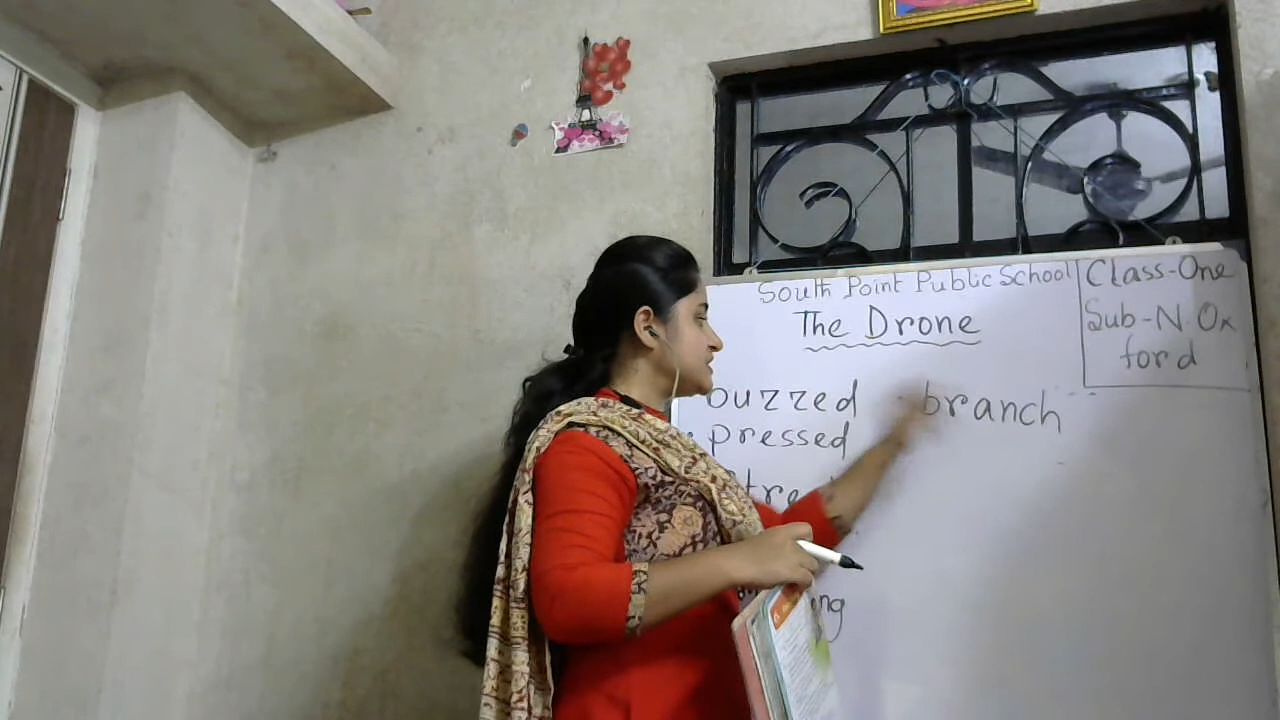 South Point Public School
The Drone
Class-One
Sub-N. Ox
ford
buzzed branch
pressed